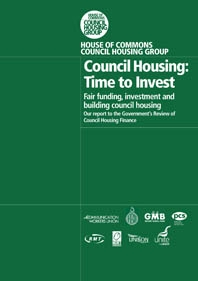 HOUSE OF
COMMONS
COUNCIL
HOUSING
GROUP
HOUSE OF COMMONS
COUNCIL HOUSING GROUP
Council Housing:
Time to Invest
Fair funding, investment and
building council housing
Our report to the Government's Review of
Council Housing Finance
COMMUNICATION
WORKERS UNION
GMB
PCS
RMT
UNISON
unite